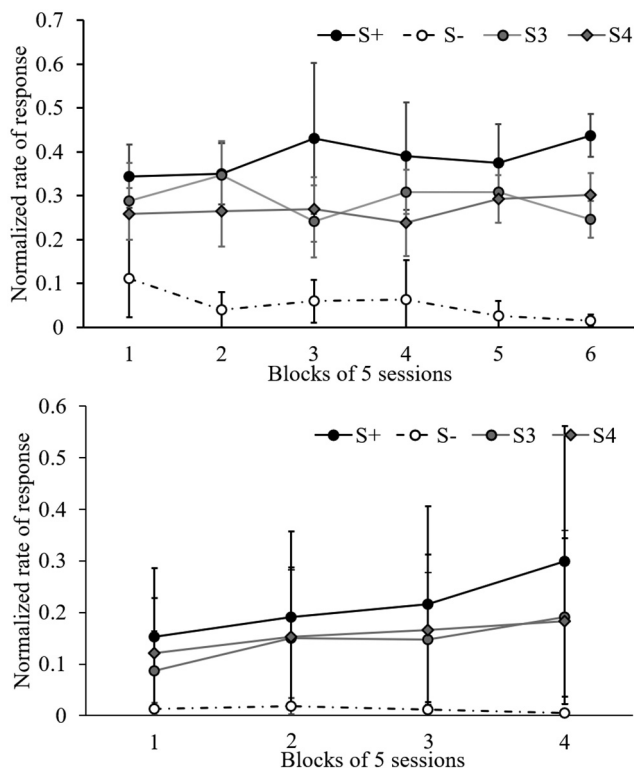 0.7
S+ S- S3 S4
0.6
0.5
0.4
0.3
0.2
0.1
0
Normalized rate of response
1 2 3 4 5 6
Blocks of 5 sessions
0.6
S+ S- S3 S4
0.5
0.4
0.3
0.2
0.1
0
Normalized rate of response
1 2 3 4
Blocks of 5 sessions